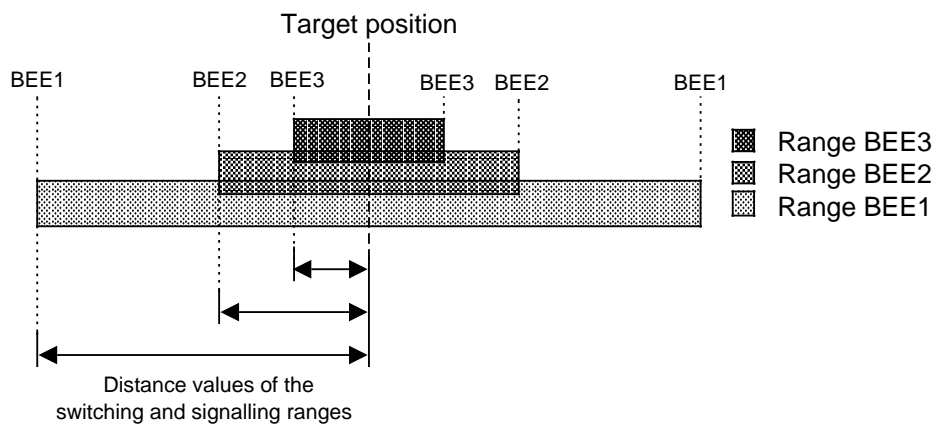 Target position
BEE1 BEE2 BEE3 BEE3 BEE2 BEE1
Range BEE3
Range BEE2
Range BEE1
Distance values of the
switching and signalling ranges